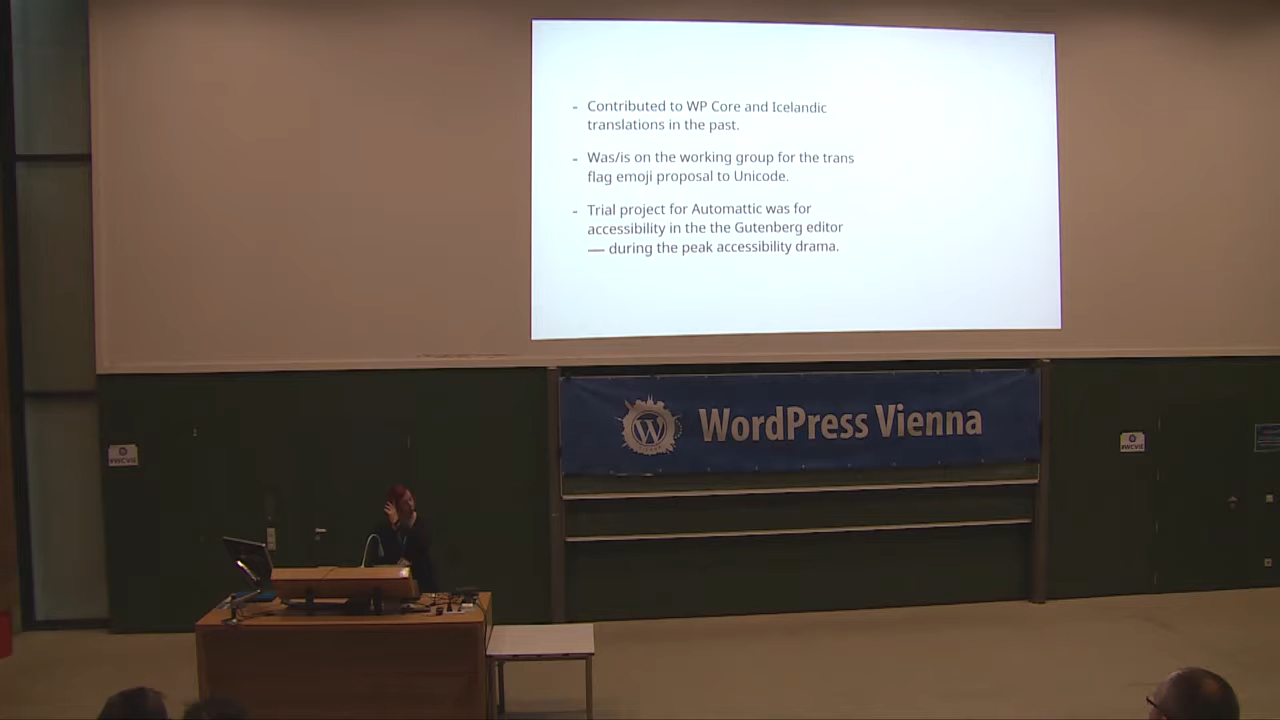 - Contributed to WP Core and Icelandic
translations in the past.
- Was/is on the working group for the trans
flag emoji proposal to Unicode.
- Trial project for Automattic was for
accessibility in the the Gutenberg editor
— during the peak accessibility drama.
WordPress Vienna
#WCVIE
#WCVIE